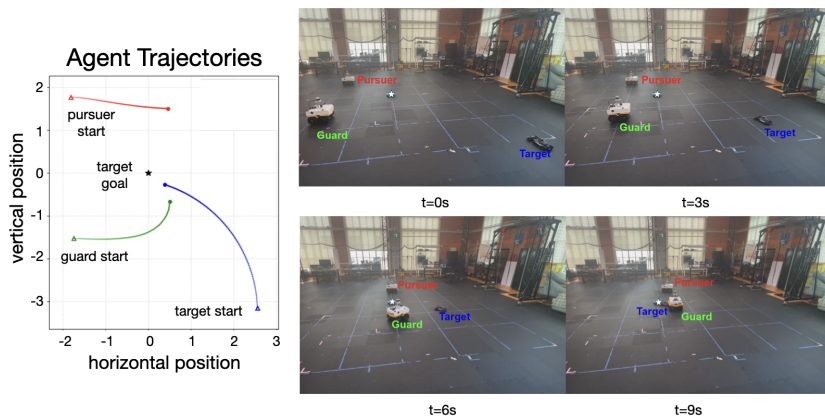 Agent Trajectories
vertical position
2
1
0
-1
-2
-3
pursuer
start
target
goal
guard start
target start
-2
-1
0
1
2
3
horizontal position
Pursuer
Guard
Target
t=0s
Pursuer
Guard
Target
t=3s
Pursuer
Guard
Target
t=6s
Pursuer
Target
Guard
t=9s